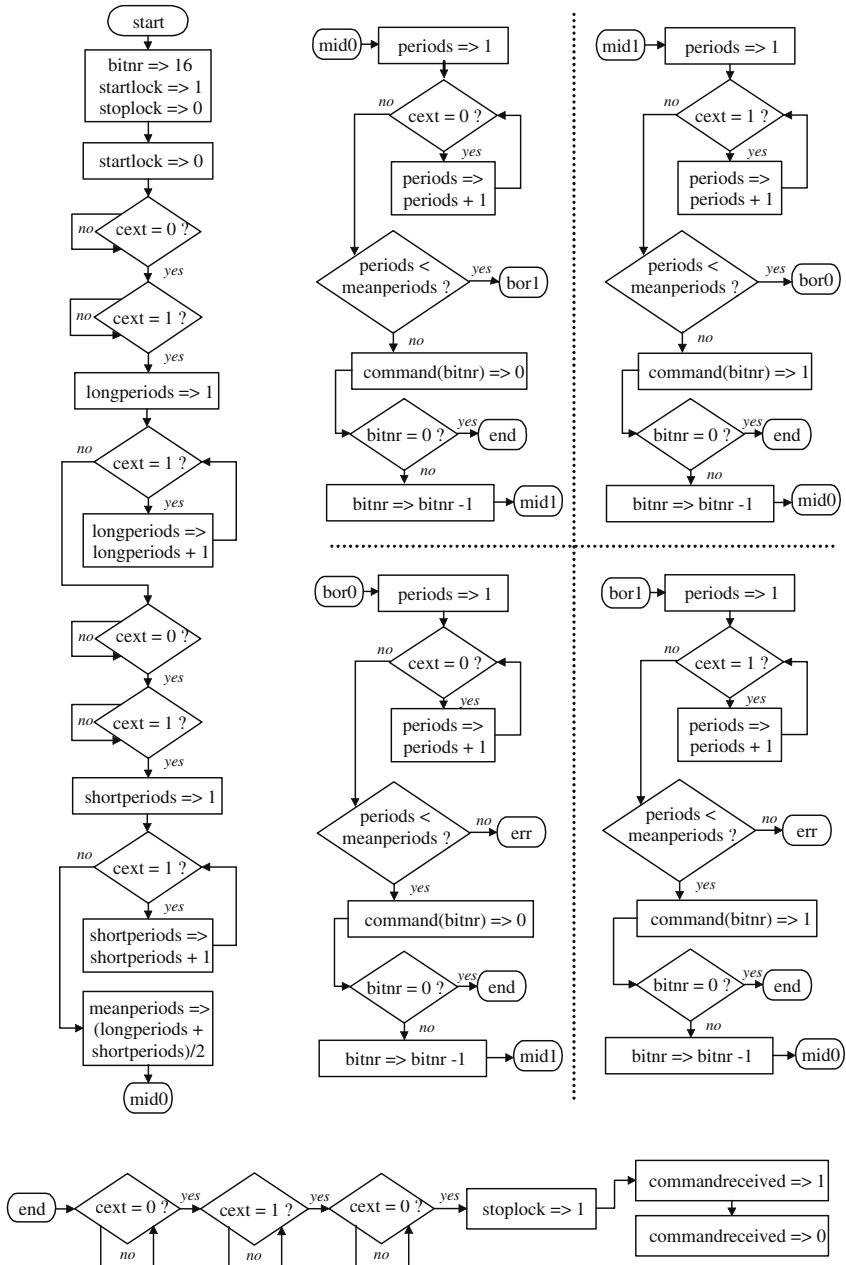 start
bitnr => 16
startlock => 1
stoplock => 0
startlock => 0
cext = 0 ?
no
yes
cext = 1 ?
no
yes
longperiods => 1
no
cext = 1 ?
yes
longperiods =>
longperiods + 1
cext = 0 ?
no
yes
cext = 1 ?
no
yes
shortperiods => 1
no
cext = 1 ?
yes
shortperiods =>
shortperiods + 1
meanperiods =>
(longperiods +
shortperiods)/2
mid0
mid0
periods => 1
no
cext = 0 ?
yes
periods =>
periods + 1
periods <
meanperiods ?
yes
bor1
no
command(bitnr) => 0
bitnr = 0 ?
yes
end
no
bitnr => bitnr -1
mid1
mid1
periods => 1
no
cext = 1 ?
yes
periods =>
periods + 1
periods <
meanperiods ?
yes
bor0
no
command(bitnr) => 1
bitnr = 0 ?
yes
end
no
bitnr => bitnr -1
mid0
bor0
periods => 1
no
cext = 0 ?
yes
periods =>
periods + 1
periods <
meanperiods ?
no
err
yes
command(bitnr) => 0
bitnr = 0 ?
yes
end
no
bitnr => bitnr -1
mid1
bor1
periods => 1
no
cext = 1 ?
yes
periods =>
periods + 1
periods <
meanperiods ?
no
err
yes
command(bitnr) => 1
bitnr = 0 ?
yes
end
no
bitnr => bitnr -1
mid0
end
cext = 0 ?
yes
no
cext = 1 ?
yes
no
cext = 0 ?
yes
no
stoplock => 1
commandreceived => 1
commandreceived => 0